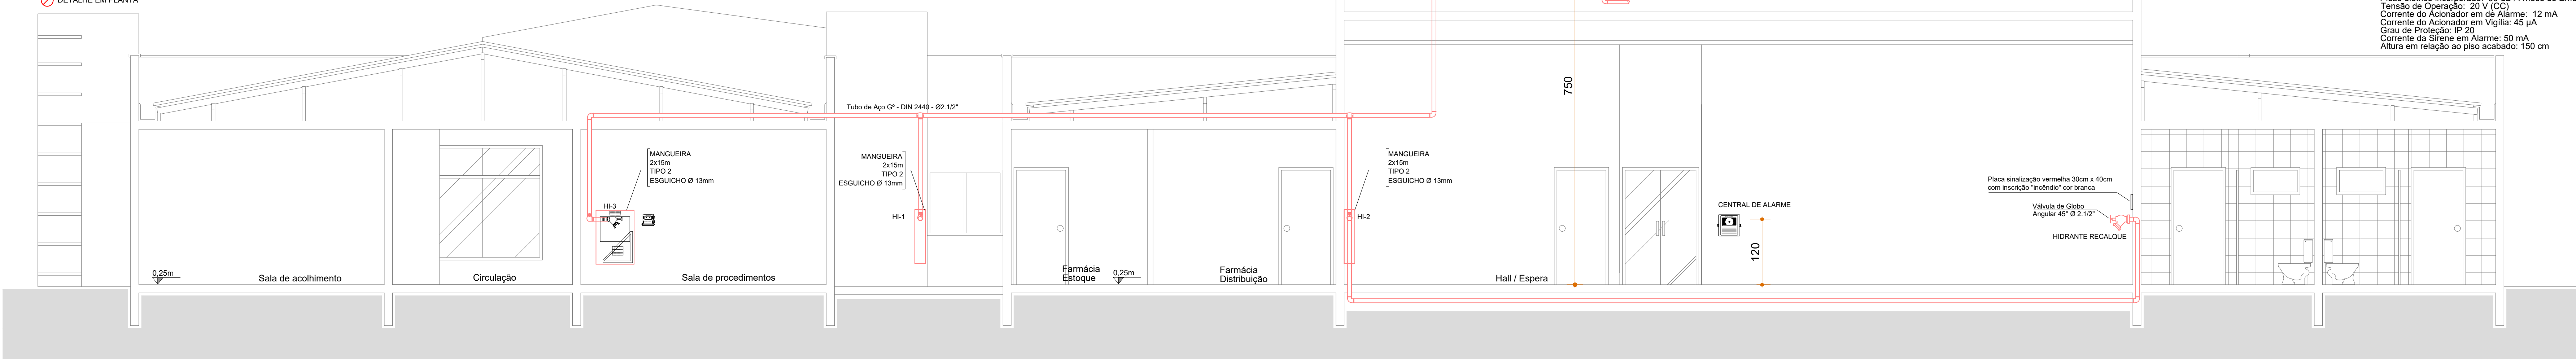 DETALHE EM PLANTA
Tensão de Operação: 20 V (CC)
Corrente do Acionador em de Alarme: 12 mA
Corrente do Acionador em Vigília: 45 µA
Grau de Proteção: IP 20
Corrente da Sirene em Alarme: 50 mA
Altura em relação ao piso acabado: 150 cm
Tubo de Aço Gº - DIN 2440 - Ø2.1/2"
750
MANGUEIRA
2x15m
TIPO 2
ESGUICHO Ø 13mm
HI-3
MANGUEIRA
2x15m
TIPO 2
ESGUICHO Ø 13mm
HI-1
MANGUEIRA
2x15m
TIPO 2
ESGUICHO Ø 13mm
HI-2
CENTRAL DE ALARME
120
Placa sinalização vermelha 30cm x 40cm
com inscrição "incêndio" cor branca
Válvula de Globo
Angular 45° Ø 2.1/2"
HIDRANTE RECALQUE
0,25m
Sala de acolhimento
Circulação
Sala de procedimentos
Farmácia
Estoque
0,25m
Farmácia
Distribuição
Hall / Espera